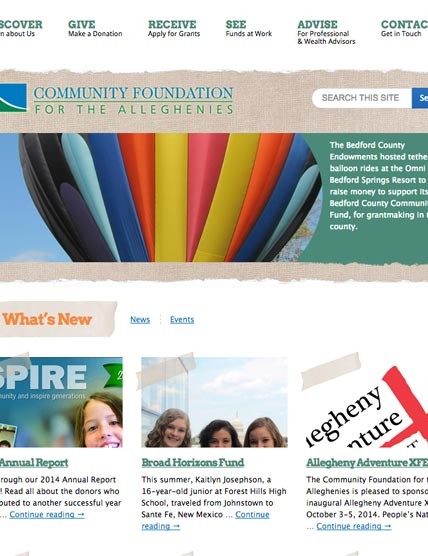 SCOVER GIVE RECEIVE SEE ADVISE CONTAC
n about Us Make a Donation Apply for Grants Funds at Work For Professional Get in Touch
& Wealth Advisors
COMMUNITY FOUNDATION
FOR THE ALLEGHENIES
SEARCH THIS SITE Se
The Bedford County
Endowments hosted tethe
balloon rides at the Omni
Bedford Springs Resort to
raise money to support its
Bedford County Commun
Fund, for grantmaking in t
county.
What's New News Events
SPIRE 2
munity and inspire generations.
Annual Report
rough our 2014 Annual Report
! Read all about the donors who
buted to another successful year
... Continue reading →
Broad Horizons Fund
This summer, Kaitlyn Josephson, a
16-year-old junior at Forest Hills High
School, traveled from Johnstown to
Santa Fe, New Mexico ... Continue
reading →
legheny
enture
Allegheny Adventure XFE
The Community Foundation for t
Alleghenies is pleased to sponso
inaugural Allegheny Adventure X
October 3-5, 2014. People's Nat
... Continue reading →